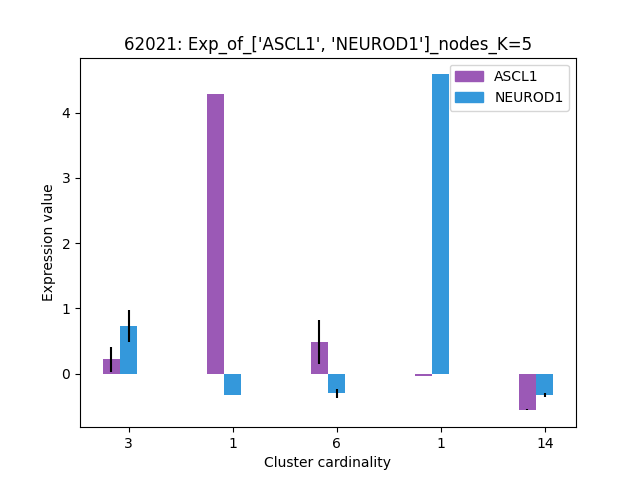 62021: Exp_of_['ASCL1', 'NEUROD1']_nodes_K=5
ASCL1
NEUROD1
Expression value
4
3
2
1
0
3
1
6
1
14
Cluster cardinality